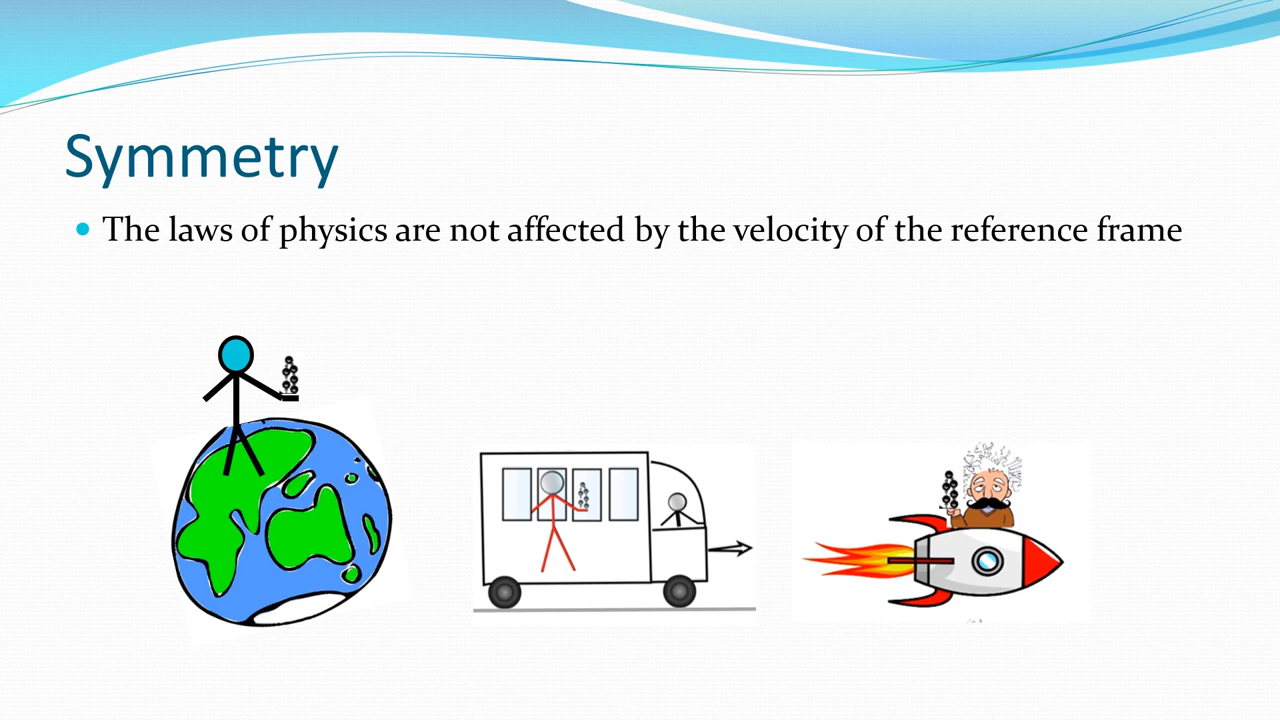 Symmetry
The laws of physics are not affected by the velocity of the reference frame